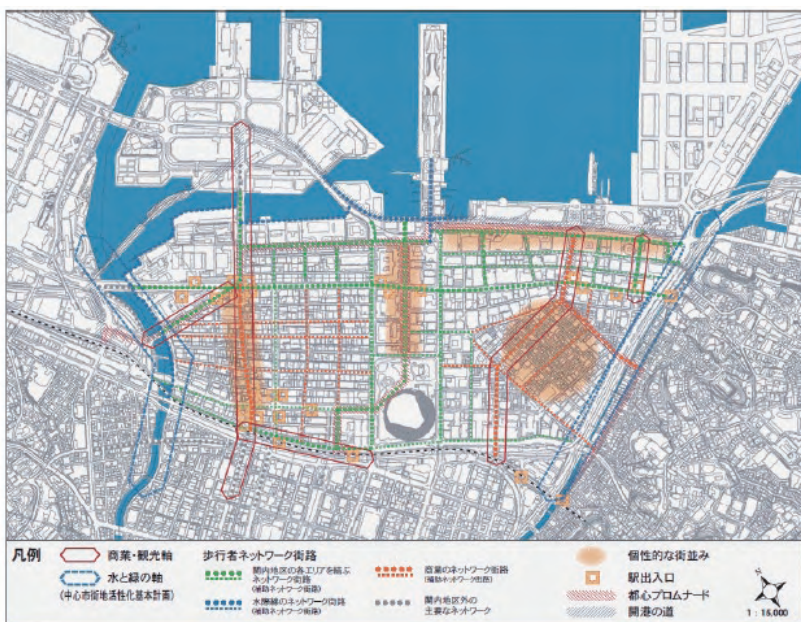 凡例
商業・観光軸
水と緑の軸
(中心市街地活性化基本計画)
歩行者ネットワーク街路
関内地区の各エリアを結ぶ
ネットワーク街路
(補助ネットワーク街路)
水際線のネットワーク街路
(補助ネットワーク街路)
商業のネットワーク街路
(補助ネットワーク街路)
関内地区外の
主要なネットワーク
個性的な街並み
駅出入口
都心プロムナード
開港の道
1:15,000